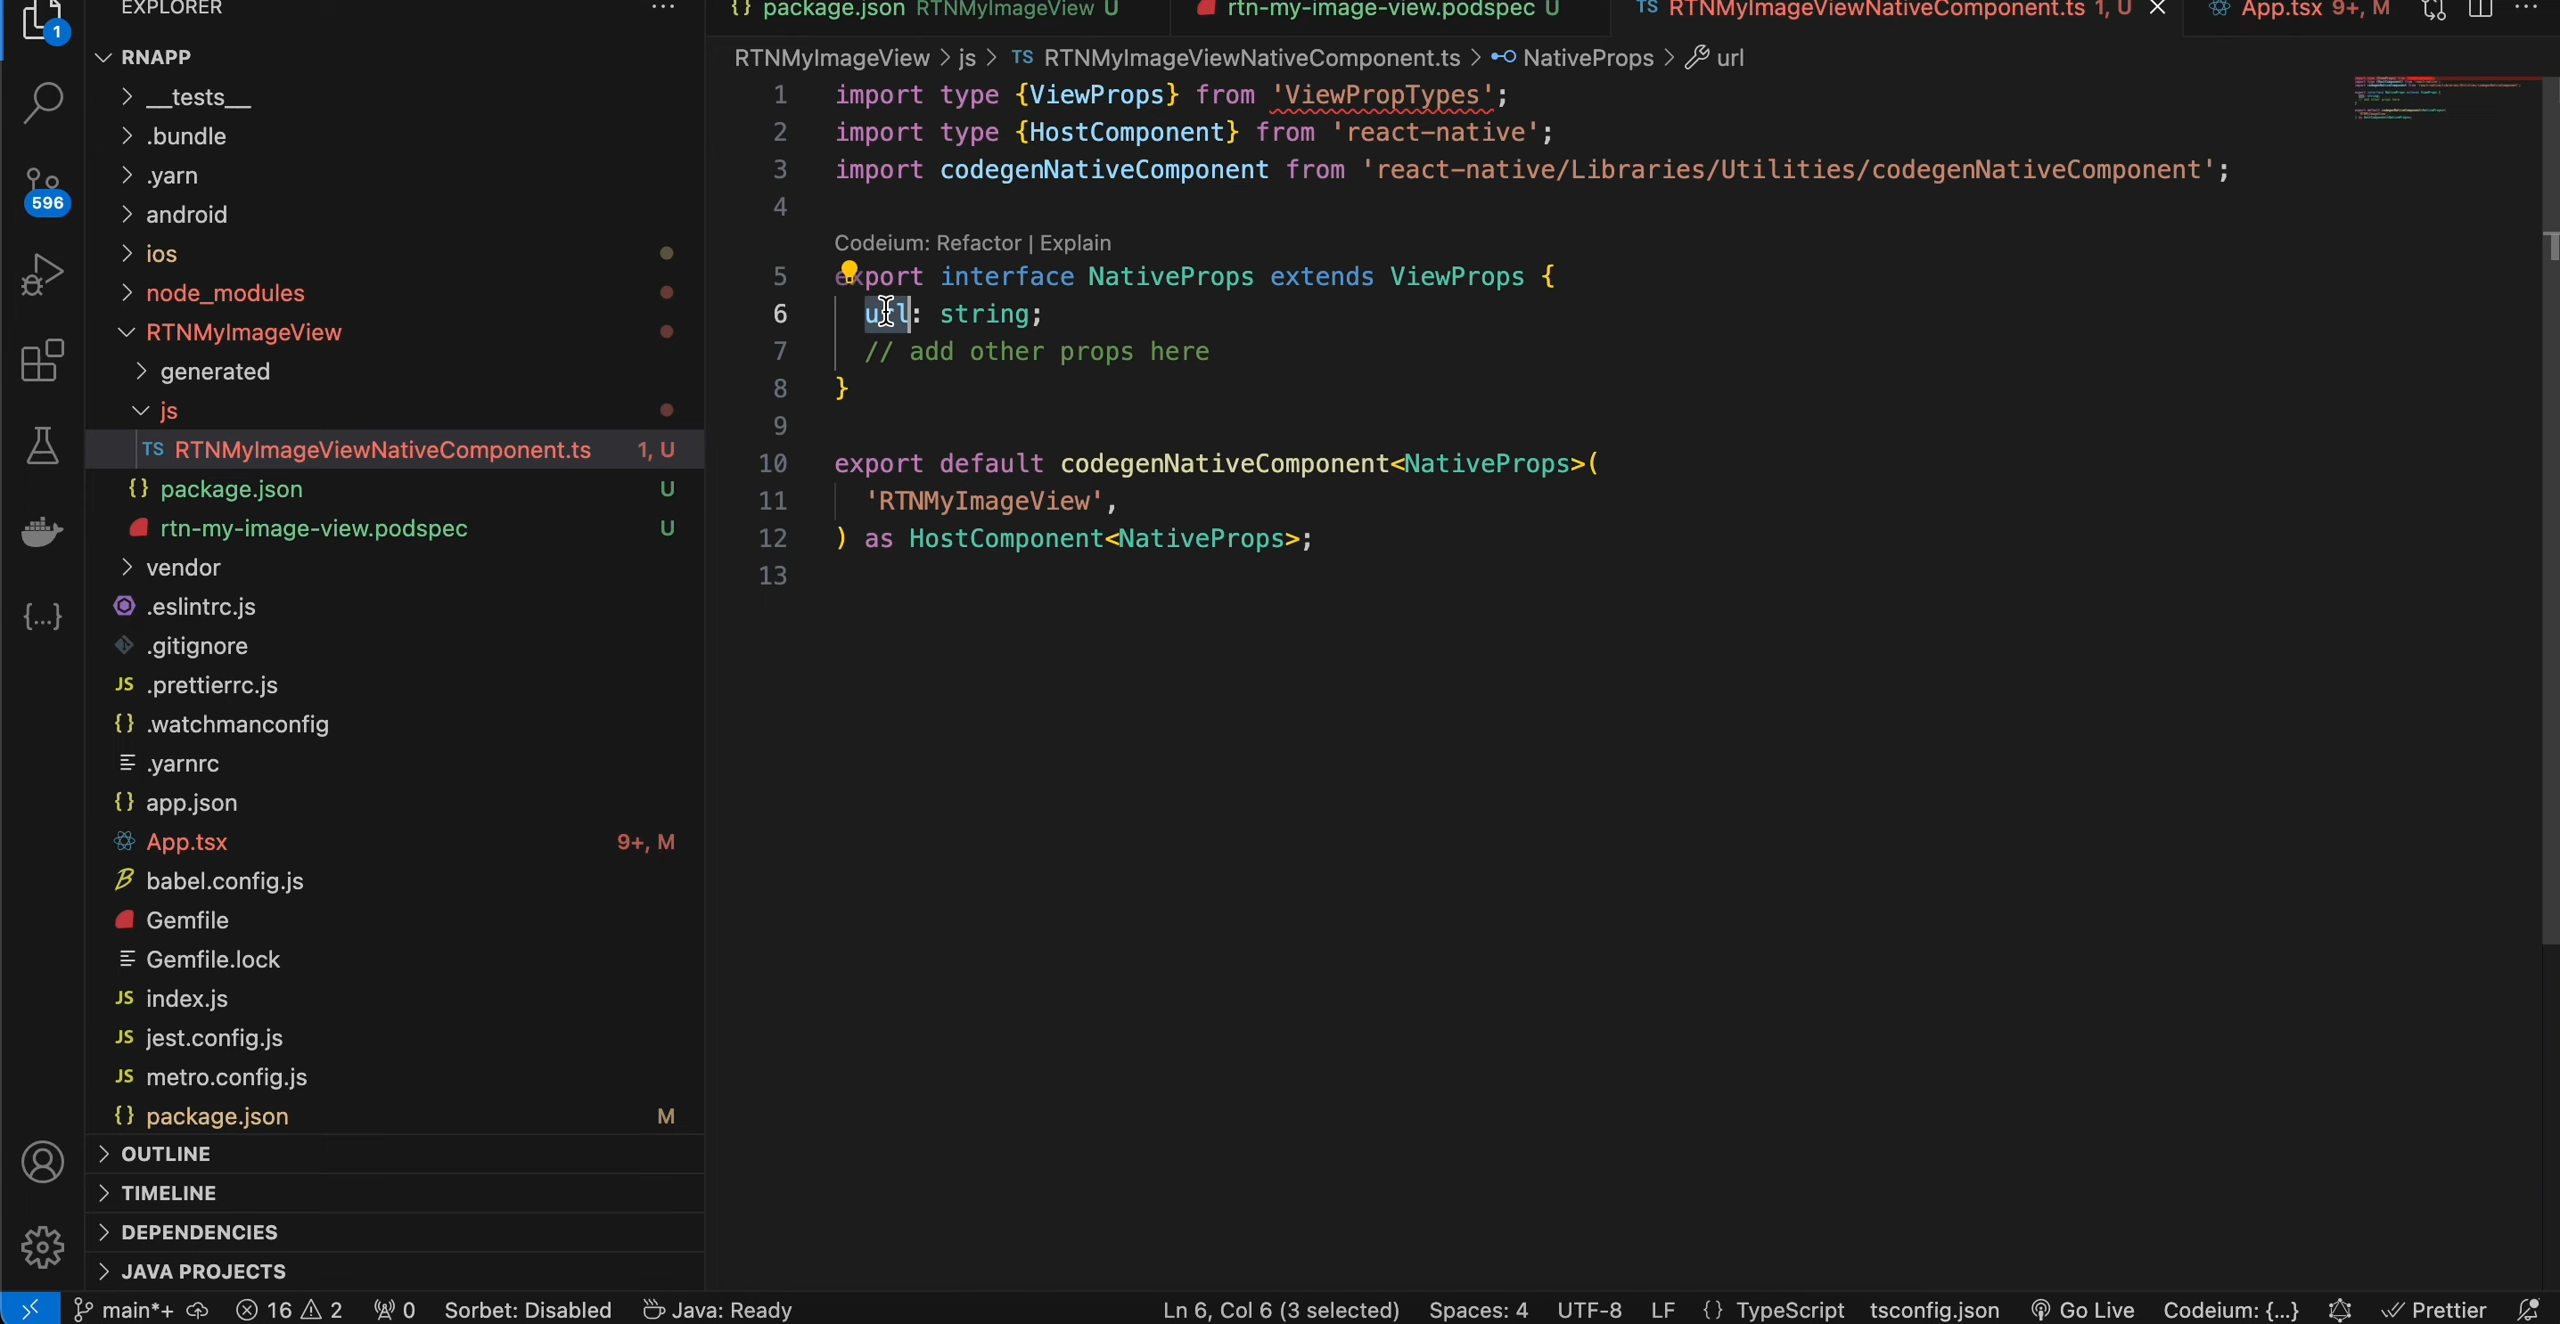 EXPLORER
RNAPP
__tests__
.bundle
.yarn
android
ios
node_modules
RTNMyImageView
generated
js
TS RTNMyImageViewNativeComponent.ts 1, U
{} package.json U
rtn-my-image-view.podspec U
vendor
.eslintrc.js
.gitignore
JS .prettierrc.js
{} .watchmanconfig
.yarnrc
{} app.json
App.tsx 9+, M
babel.config.js
Gemfile
Gemfile.lock
JS index.js
JS jest.config.js
JS metro.config.js
{} package.json M
OUTLINE
TIMELINE
DEPENDENCIES
JAVA PROJECTS
1
596
{} package.json RTNMyImageView U
rtn-my-image-view.podspec U
TS RTNMyImageViewNativeComponent.ts 1, U
App.tsx 9+, M
RTNMyImageView > js > TS RTNMyImageViewNativeComponent.ts > NativeProps > url
1 import type {ViewProps} from 'ViewPropTypes';
2 import type {HostComponent} from 'react-native';
3 import codegenNativeComponent from 'react-native/Libraries/Utilities/codegenNativeComponent';
4
Codeium: Refactor | Explain
5 export interface NativeProps extends ViewProps {
6 url: string;
7 // add other props here
8 }
9
10 export default codegenNativeComponent<NativeProps>(
11 'RTNMyImageView',
12 ) as HostComponent<NativeProps>;
13
main*+ 16 2 0 Sorbet: Disabled Java: Ready
Ln 6, Col 6 (3 selected) Spaces: 4 UTF-8 LF {} TypeScript tsconfig.json Go Live Codeium: {...} Prettier